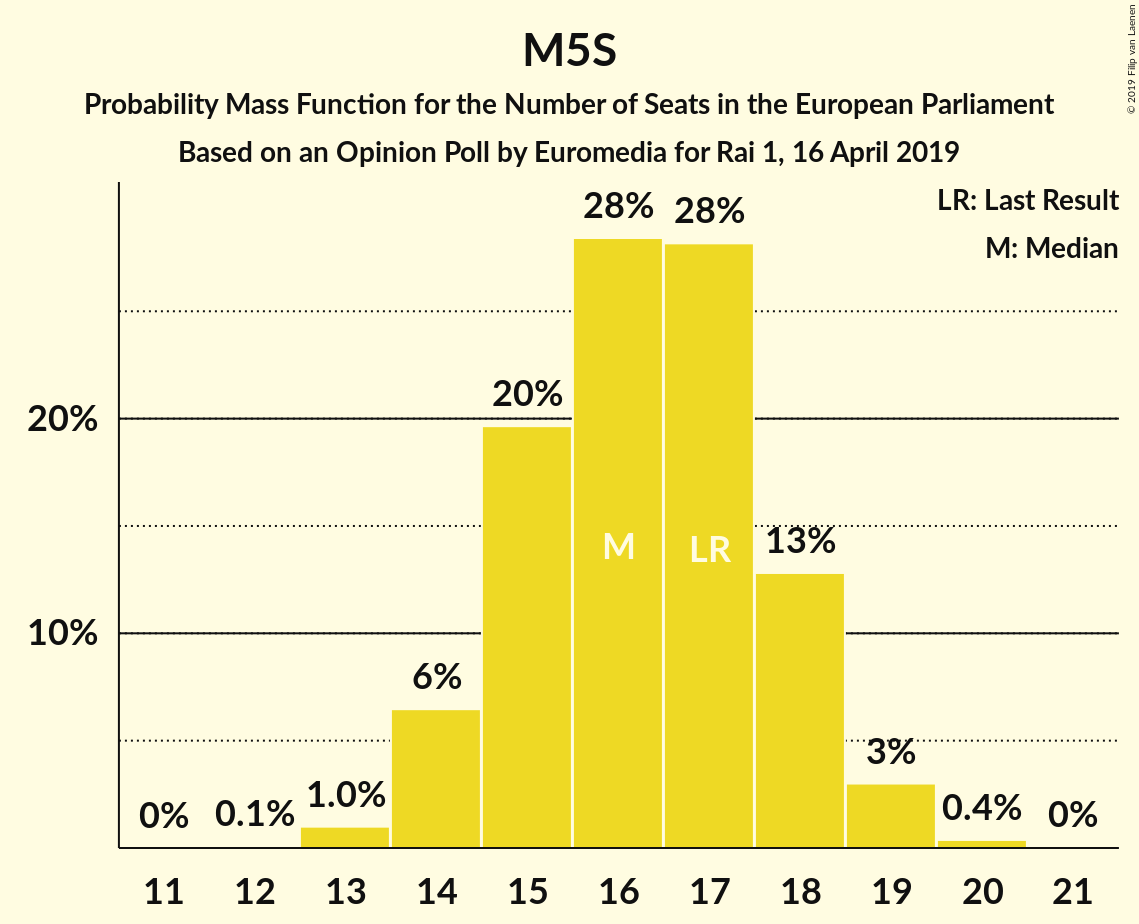 M5S
Probability Mass Function for the Number of Seats in the European Parliament
Based on an Opinion Poll by Euromedia for Rai 1, 16 April 2019
© 2019 Filip van Laenen
LR: Last Result
M: Median
28%
28%
20%
20%
13%
10%
6%
3%
1.0%
0.4%
0.1%
0%
0%
M
LR
11 12 13 14 15 16 17 18 19 20 21